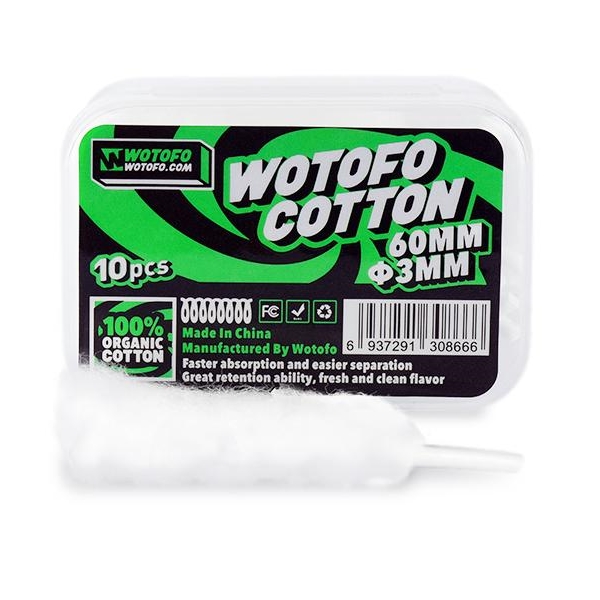 WOTOFO
WOTOFO.COM
WOTOFO
COTTON
60MM
Φ3MM
10pcs
100%
ORGANIC
COTTON
FC
Made In China
Manufactured By Wotofo
6 937291 308666
Faster absorption and easier separation
Great retention ability, fresh and clean flavor